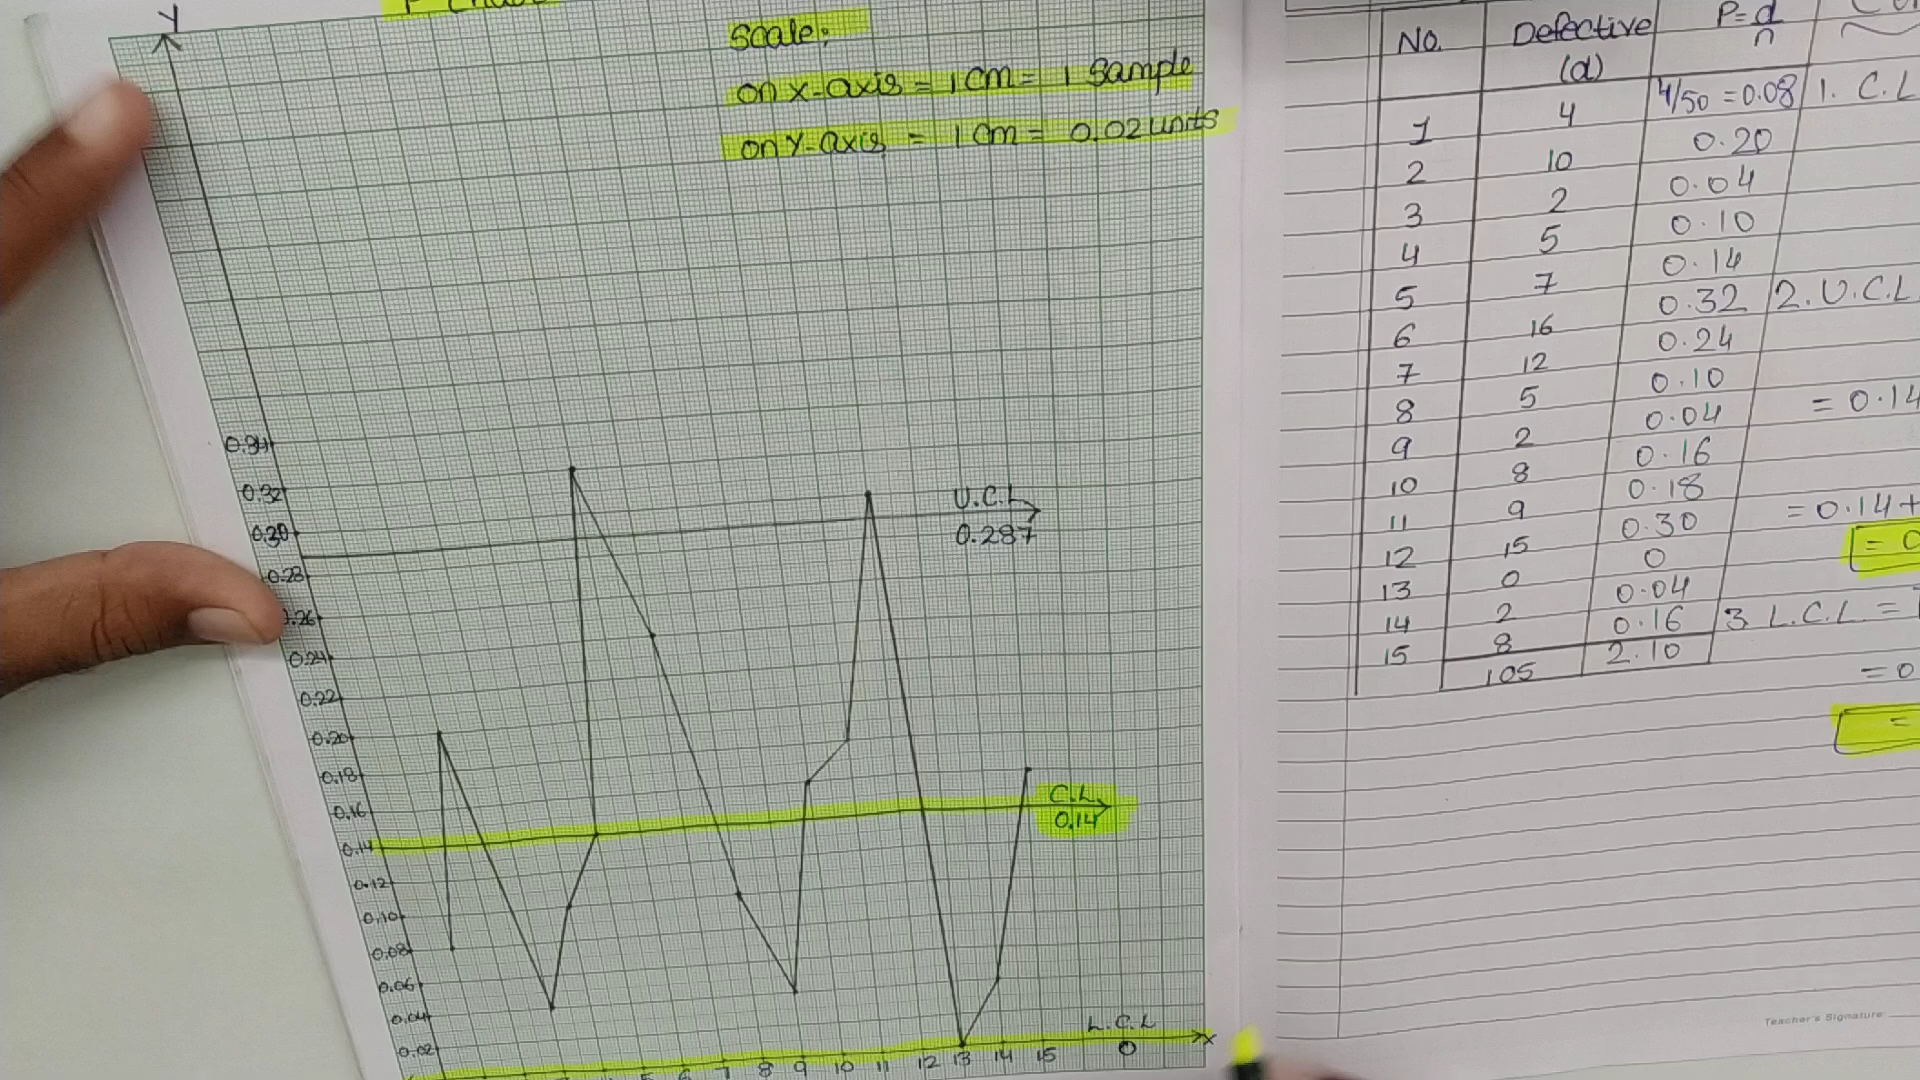 Y
Scale:
on x-axis = 1 cm = 1 Sample
on Y-axis = 1 cm = 0.02 units
0.34
0.32
0.30
0.28
0.26
0.24
0.22
0.20
0.18
0.16
0.14
0.12
0.10
0.08
0.06
0.04
0.02
U.C.L
0.287
C.L.
0.14
L.C.L
0
7 8 9 10 11 12 13 14 15
X
No. Defective (d) P = d/n
1 4 4/50 = 0.08 1. C.L
2 10 0.20
3 2 0.04
4 5 0.10
5 7 0.14
6 16 0.32 2. U.C.L
7 12 0.24
8 5 0.10
9 2 0.04 = 0.14
10 8 0.16
11 9 0.18
12 15 0.30 = 0.14 +
13 0 0
14 2 0.04
15 8 0.16 3 L.C.L =
105 2.10
= 0
Teacher's Signature